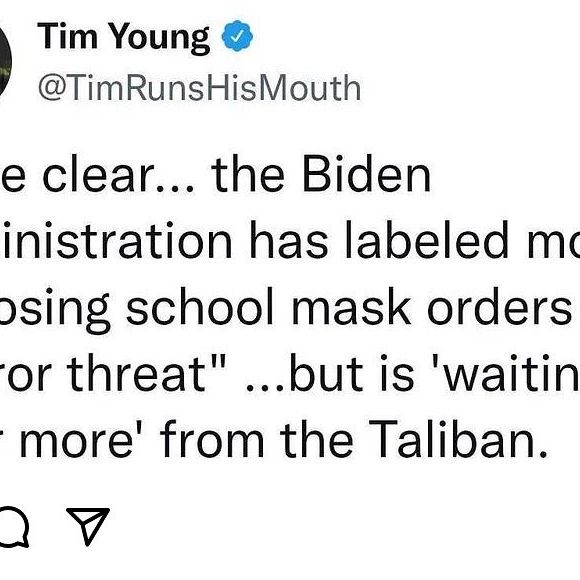 Tim Young
@TimRunsHisMouth
e clear... the Biden
inistration has labeled mo
osing school mask orders
ror threat" ...but is 'waitin
r more' from the Taliban.